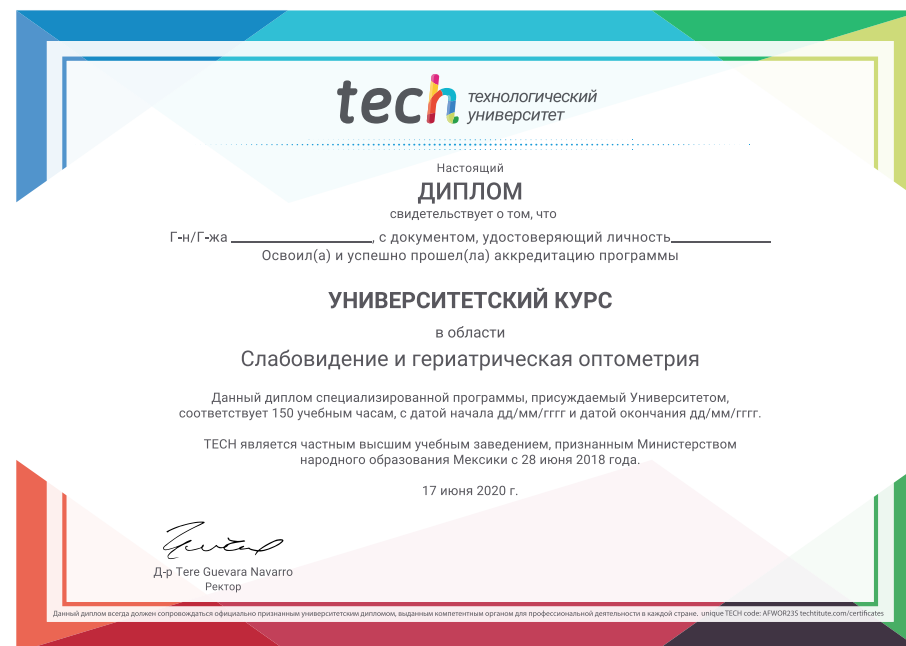 tech технологический университет
Настоящий
ДИПЛОМ
свидетельствует о том, что
Г-н/Г-жа ________________, с документом, удостоверяющий личность____________
Освоил(а) и успешно прошел(ла) аккредитацию программы
УНИВЕРСИТЕТСКИЙ КУРС
в области
Слабовидение и гериатрическая оптометрия
Данный диплом специализированной программы, присуждаемый Университетом,
соответствует 150 учебным часам, с датой начала дд/мм/гггг и датой окончания дд/мм/гггг.
TECH является частным высшим учебным заведением, признанным Министерством
народного образования Мексики с 28 июня 2018 года.
17 июня 2020 г.
Д-р Tere Guevara Navarro
Ректор
Данный диплом всегда должен сопровождаться официально признанным университетским дипломом, выданным компетентным органом для профессиональной деятельности в каждой стране. unique TECH code: AFWOR23S techtitute.com/certificates